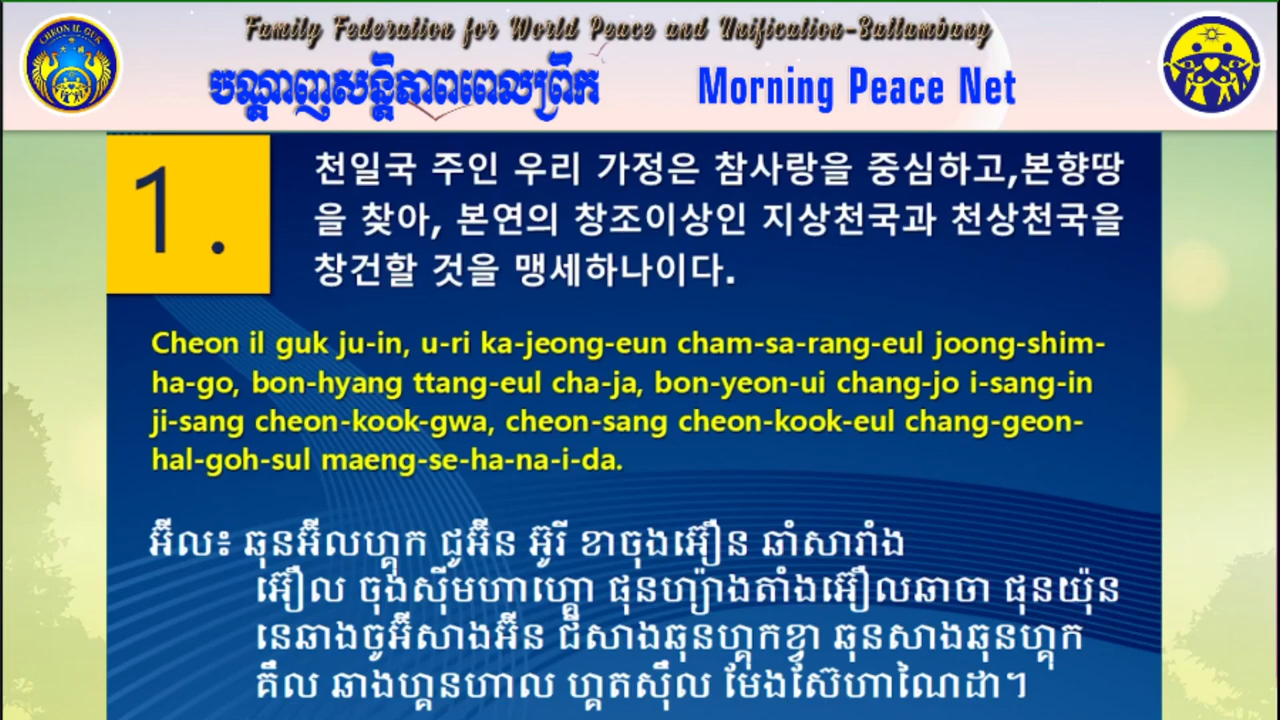 CHEON IL GUK
Family Federation for World Peace and Unification-Battambang
បណ្ដាញសន្តិភាពពេលព្រឹក Morning Peace Net
1.
천일국 주인 우리 가정은 참사랑을 중심하고,본향땅
을 찾아, 본연의 창조이상인 지상천국과 천상천국을
창건할 것을 맹세하나이다.
Cheon il guk ju-in, u-ri ka-jeong-eun cham-sa-rang-eul joong-shim-
ha-go, bon-hyang ttang-eul cha-ja, bon-yeon-ui chang-jo i-sang-in
ji-sang cheon-kook-gwa, cheon-sang cheon-kook-eul chang-geon-
hal-goh-sul maeng-se-ha-na-i-da.
អ៊ីល៖ ឆុនអ៊ីលហ្គុក ជូអ៊ីន អ៊ូរី ខាចុងអ៊ឿន ឆាំសារ៉ាំង
អ៊ឿល ចុងស៊ីមហាហ្គោ ផុនហ្យ៉ាងតាំងអ៊ឿលឆាចា ផុនយ៉ុន
នេឆាងចូអ៊ីសាងអ៊ីន ជីសាងឆុនហ្គុកខ្វា ឆុនសាងឆុនហ្គុក
គឺល ឆាងហ្គនហាល ហ្គតស៊ឹល ម៉ែងស៊ែហាណៃដា។